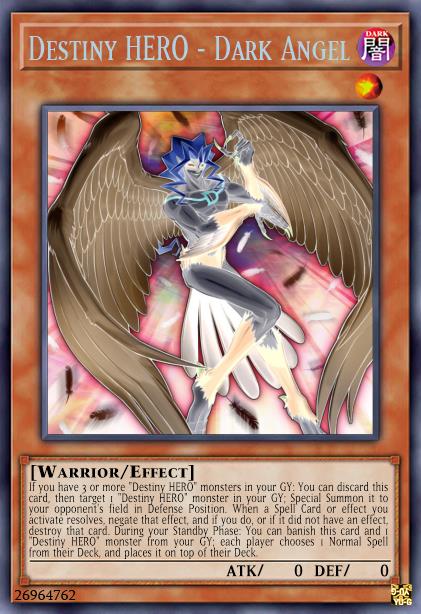 Destiny HERO - Dark Angel
DARK
闇
[Warrior/Effect]
If you have 3 or more "Destiny HERO" monsters in your GY: You can discard this
card, then target 1 "Destiny HERO" monster in your GY; Special Summon it to
your opponent's field in Defense Position. When a Spell Card or effect you
activate resolves, negate that effect, and if you do, or if it did not have an effect,
destroy that card. During your Standby Phase: You can banish this card and 1
"Destiny HERO" monster from your GY; each player chooses 1 Normal Spell
from their Deck, and places it on top of their Deck.
ATK/ 0 DEF/ 0
26964762